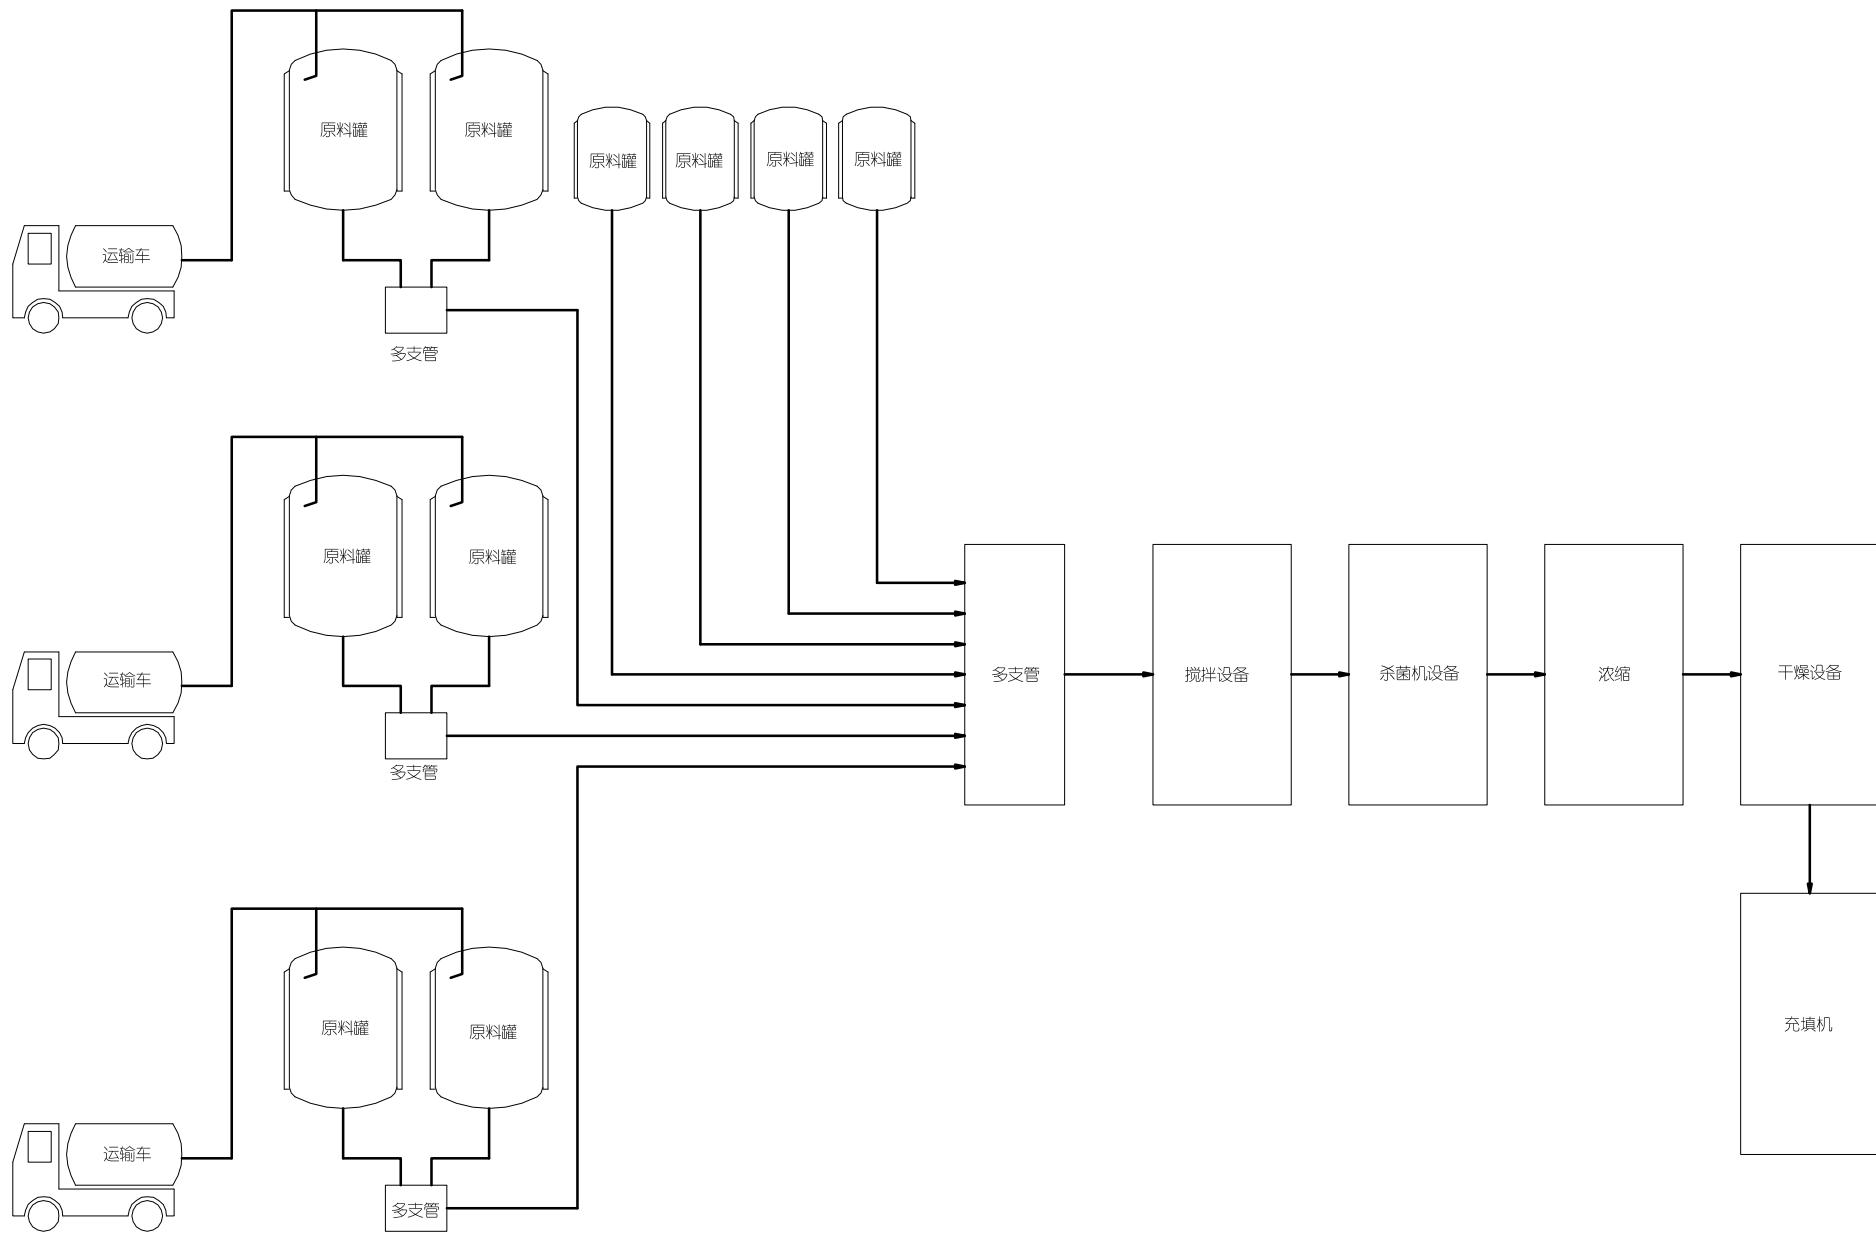 原料罐
原料罐
原料罐
原料罐
原料罐
原料罐
运输车
多支管
原料罐
原料罐
运输车
多支管
多支管
搅拌设备
杀菌机设备
浓缩
干燥设备
原料罐
原料罐
充填机
运输车
多支管